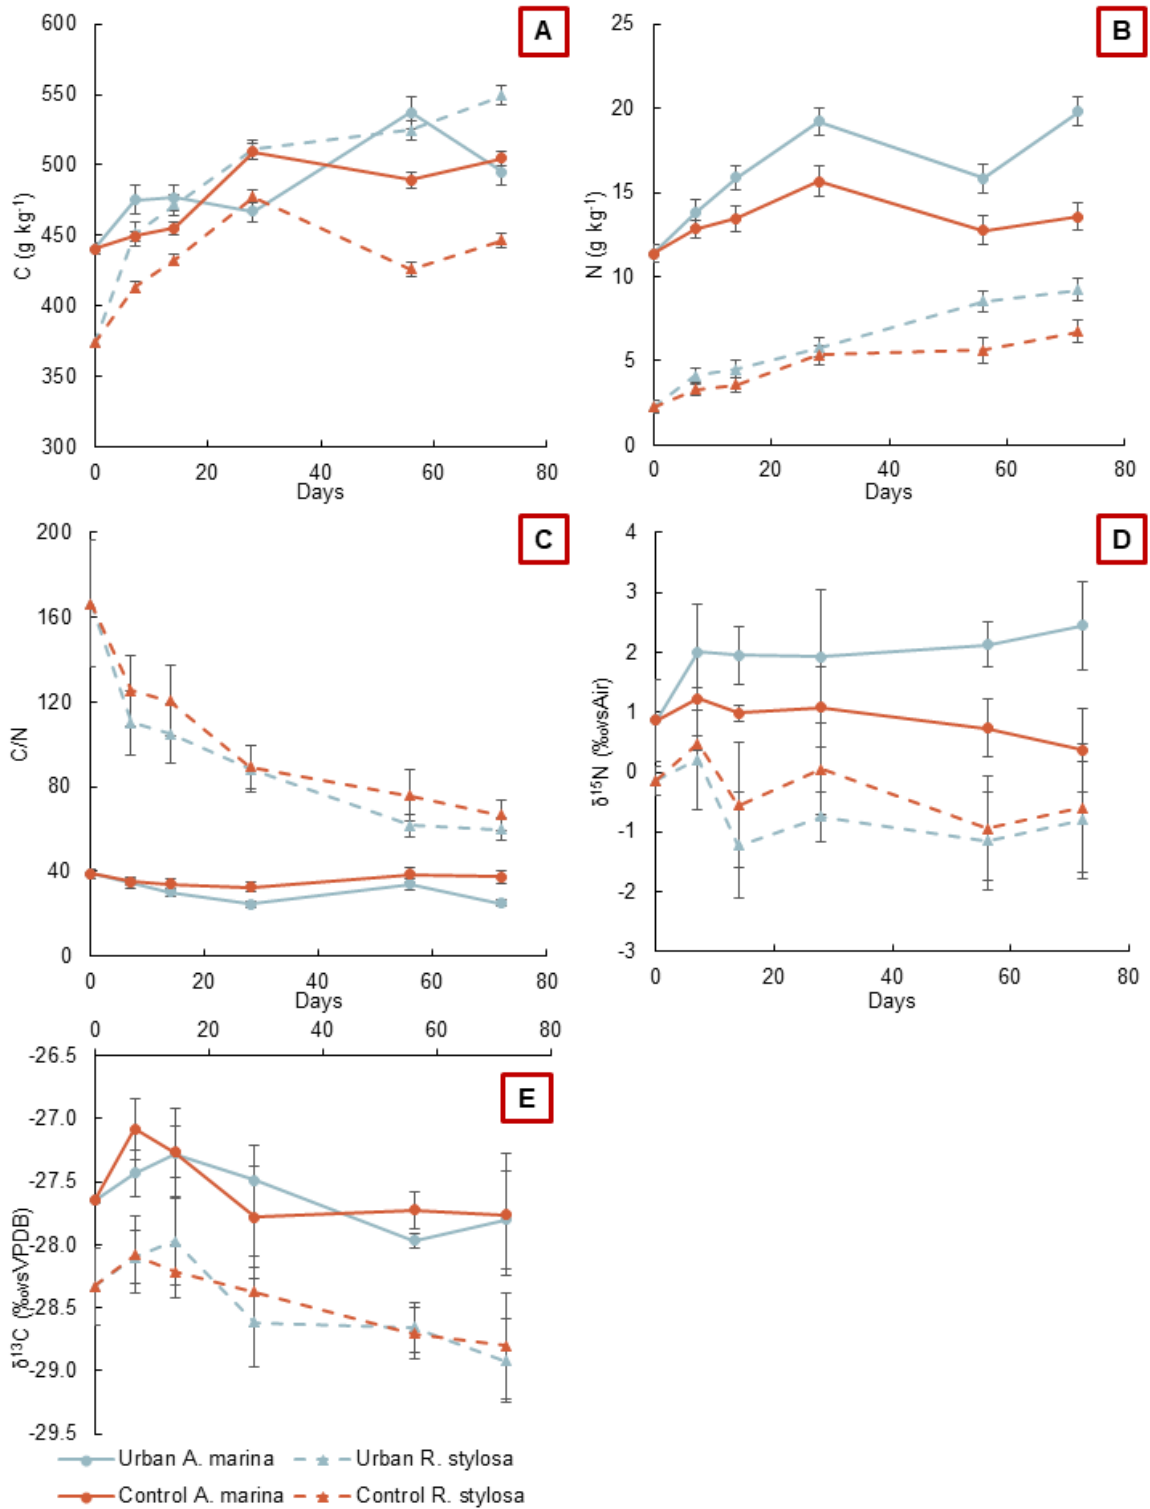 A
600
550
500
450
400
350
300
C (g kg-1)
0 20 40 60 80
Days
B
25
20
15
10
5
0
N (g kg-1)
0 20 40 60 80
Days
C
200
160
120
80
40
0
C/N
0 20 40 60 80
Days
D
4
3
2
1
0
-1
-2
-3
δ15N (‰vsAir)
0 20 40 60 80
Days
0 20 40 60 80
E
-26.5
-27.0
-27.5
-28.0
-28.5
-29.0
-29.5
δ13C (‰vsVPDB)
Urban A. marina Urban R. stylosa
Control A. marina Control R. stylosa